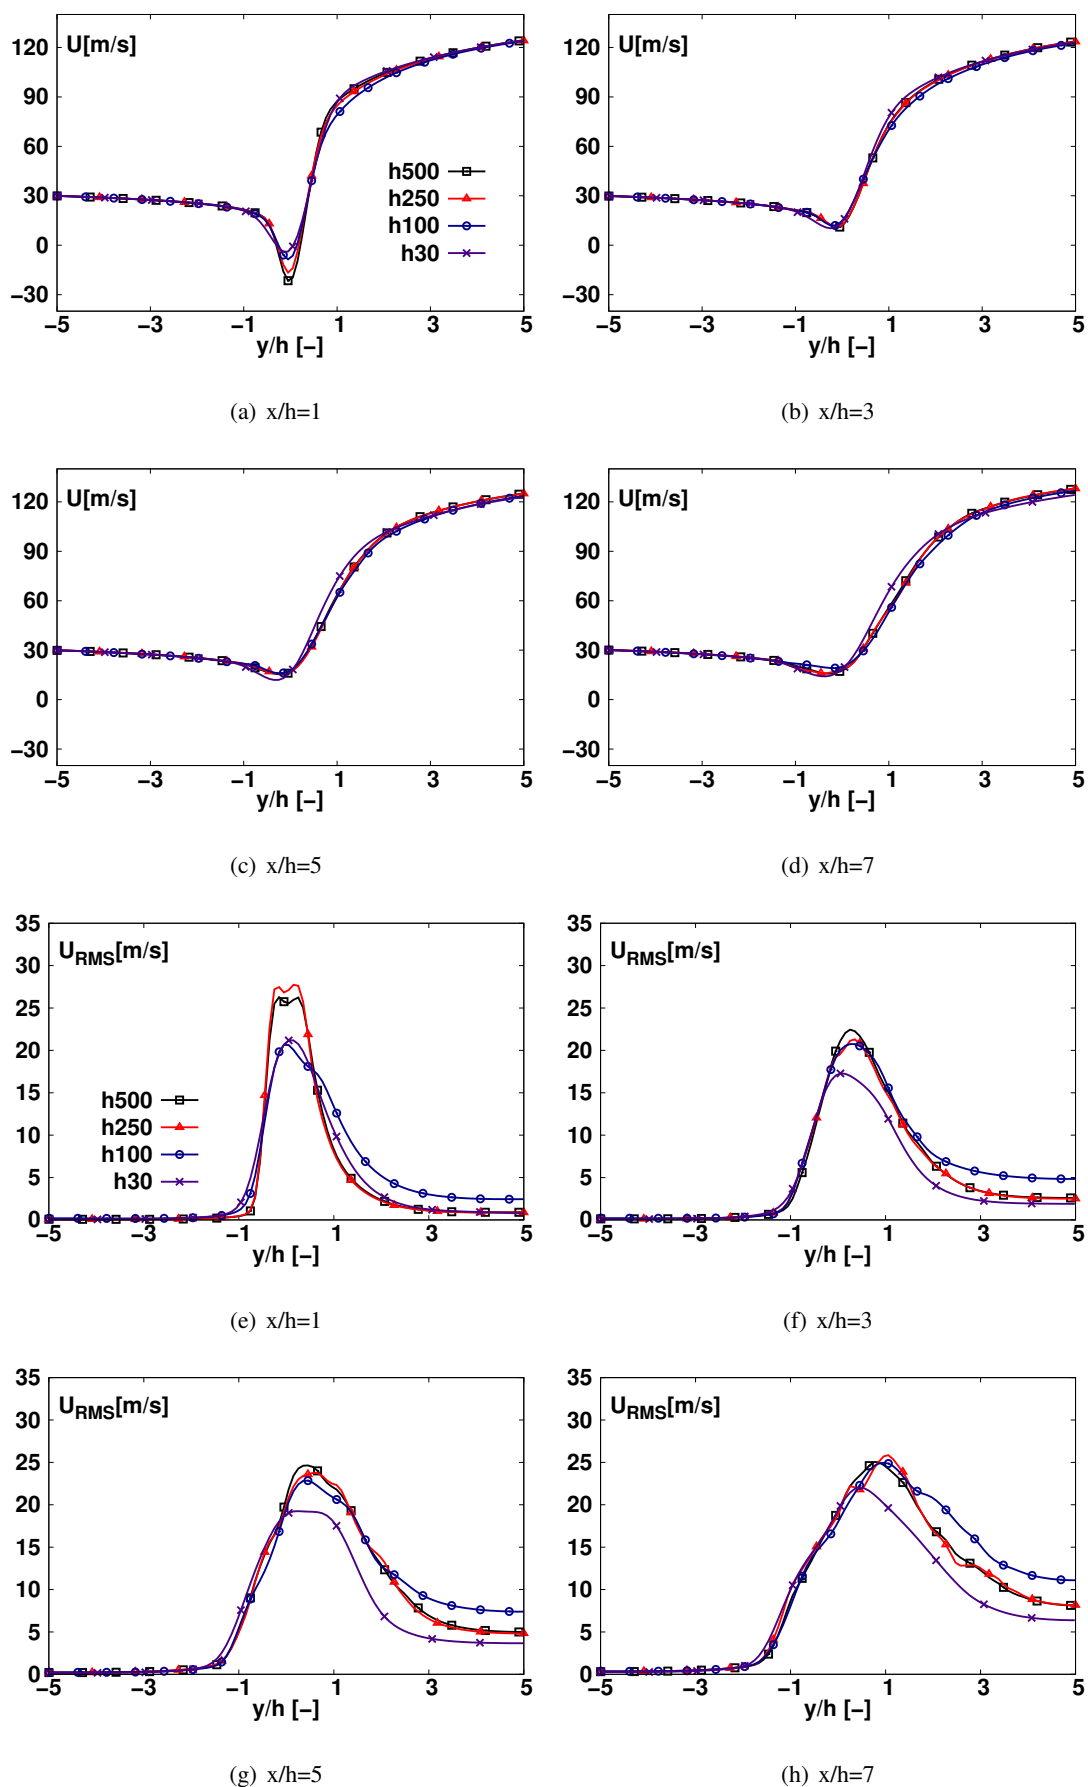 U[m/s]
120
90
60
30
0
−30
h500
h250
h100
h30
−5 −3 −1 1 3 5
y/h [−]
(a) x/h=1
U[m/s]
120
90
60
30
0
−30
−5 −3 −1 1 3 5
y/h [−]
(b) x/h=3
U[m/s]
120
90
60
30
0
−30
−5 −3 −1 1 3 5
y/h [−]
(c) x/h=5
U[m/s]
120
90
60
30
0
−30
−5 −3 −1 1 3 5
y/h [−]
(d) x/h=7
35
U_RMS[m/s]
30
25
20
15
10
5
0
h500
h250
h100
h30
−5 −3 −1 1 3 5
y/h [−]
(e) x/h=1
35
U_RMS[m/s]
30
25
20
15
10
5
0
−5 −3 −1 1 3 5
y/h [−]
(f) x/h=3
35
U_RMS[m/s]
30
25
20
15
10
5
0
−5 −3 −1 1 3 5
y/h [−]
(g) x/h=5
35
U_RMS[m/s]
30
25
20
15
10
5
0
−5 −3 −1 1 3 5
y/h [−]
(h) x/h=7